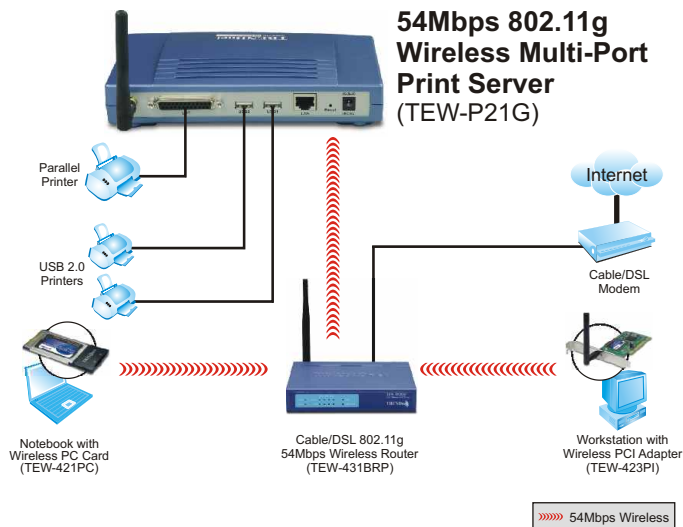 54Mbps 802.11g
Wireless Multi-Port
Print Server
(TEW-P21G)
LAN
Reset
Parallel
Printer
Internet
USB 2.0
Printers
Cable/DSL
Modem
Notebook with
Wireless PC Card
(TEW-421PC)
Cable/DSL 802.11g
54Mbps Wireless Router
(TEW-431BRP)
Workstation with
Wireless PCI Adapter
(TEW-423PI)
54Mbps Wireless